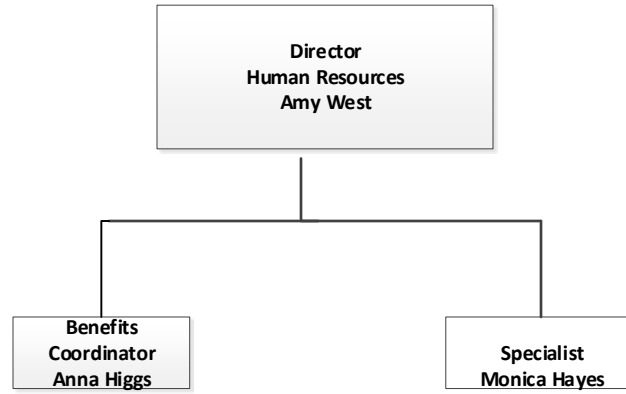 Director
Human Resources
Amy West
Benefits
Coordinator
Anna Higgs
Specialist
Monica Hayes